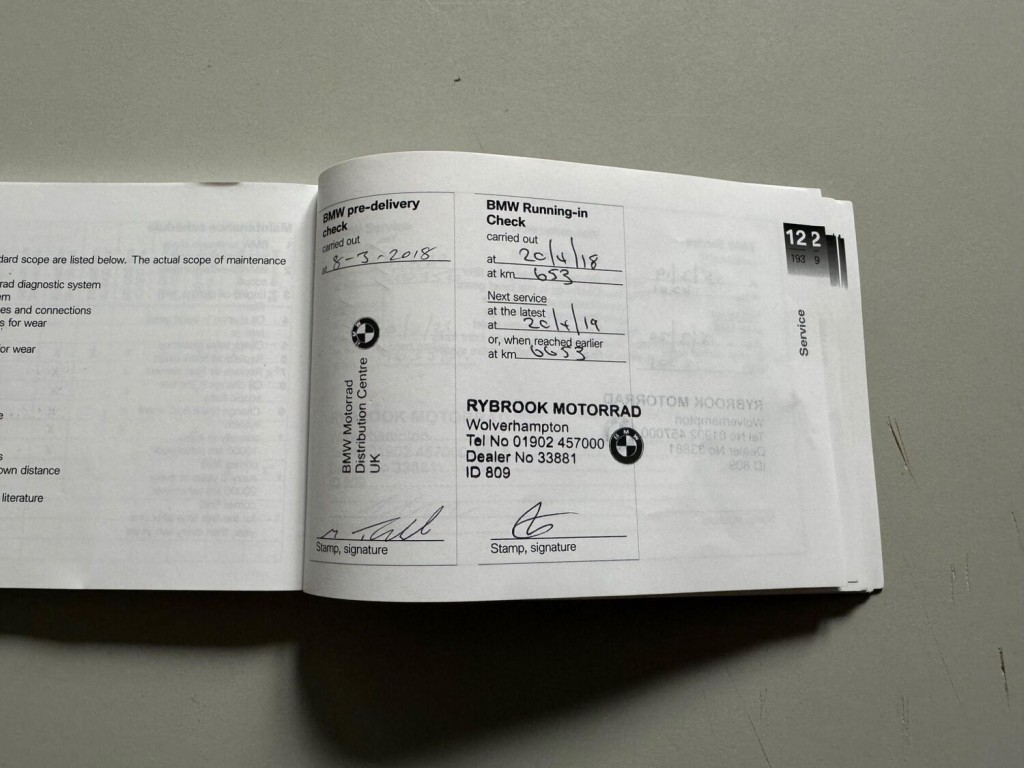 dard scope are listed below. The actual scope of maintenance
rad diagnostic system
em
es and connections
s for wear
or wear
e
s
own distance
literature
BMW pre-delivery
check
carried out
at 8-3-2018
BMW Motorrad
Distribution Centre
UK
Stamp, signature
BMW Running-in
Check
carried out
at 20/4/18
at km 653
Next service
at the latest
at 20/4/19
or, when reached earlier
at km 6653
RYBROOK MOTORRAD
Wolverhampton
Tel No 01902 457000
Dealer No 33881
ID 809
BMW
Stamp, signature
12 2
193 9
Service